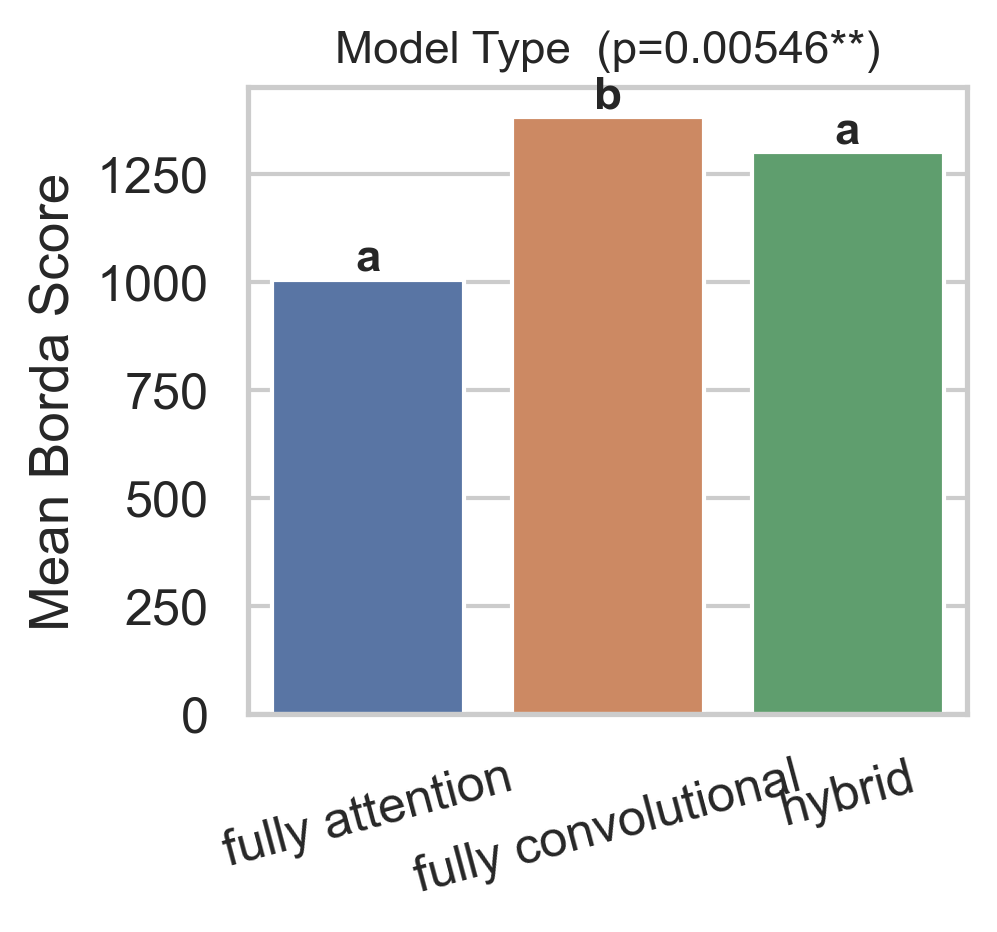 Model Type (p=0.00546**)
b
a
a
1250
1000
750
500
250
0
Mean Borda Score
fully attention
fully convolutional
hybrid